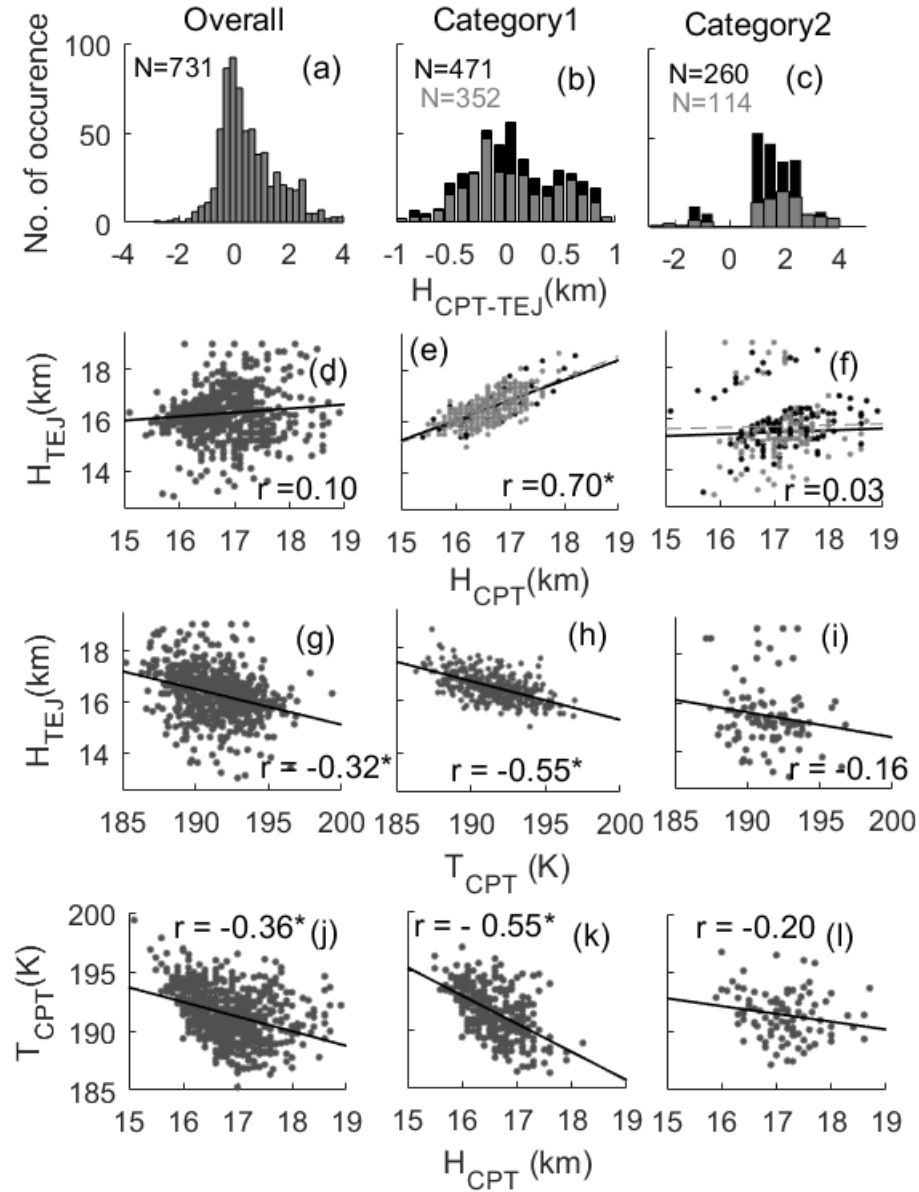 Overall Category1 Category2
100
50
0
No. of occurence
N=731 (a)
N=471 (b)
N=352
N=260 (c)
N=114
-4 -2 0 2 4
-1 -0.5 0 0.5 1
-2 0 2 4
H_CPT-TEJ(km)
18
16
14
H_TEJ(km)
(d) (e) (f)
r =0.10 r =0.70* r =0.03
15 16 17 18 19 15 16 17 18 19 15 16 17 18 19
H_CPT(km)
18
16
14
H_TEJ(km)
(g) (h) (i)
r = -0.32* r = -0.55* r = -0.16
185 190 195 200 185 190 195 200 185 190 195 200
T_CPT (K)
200
195
190
185
T_CPT(K)
r = -0.36* (j) r = - 0.55* (k) r = -0.20 (l)
15 16 17 18 19 15 16 17 18 19 15 16 17 18 19
H_CPT (km)